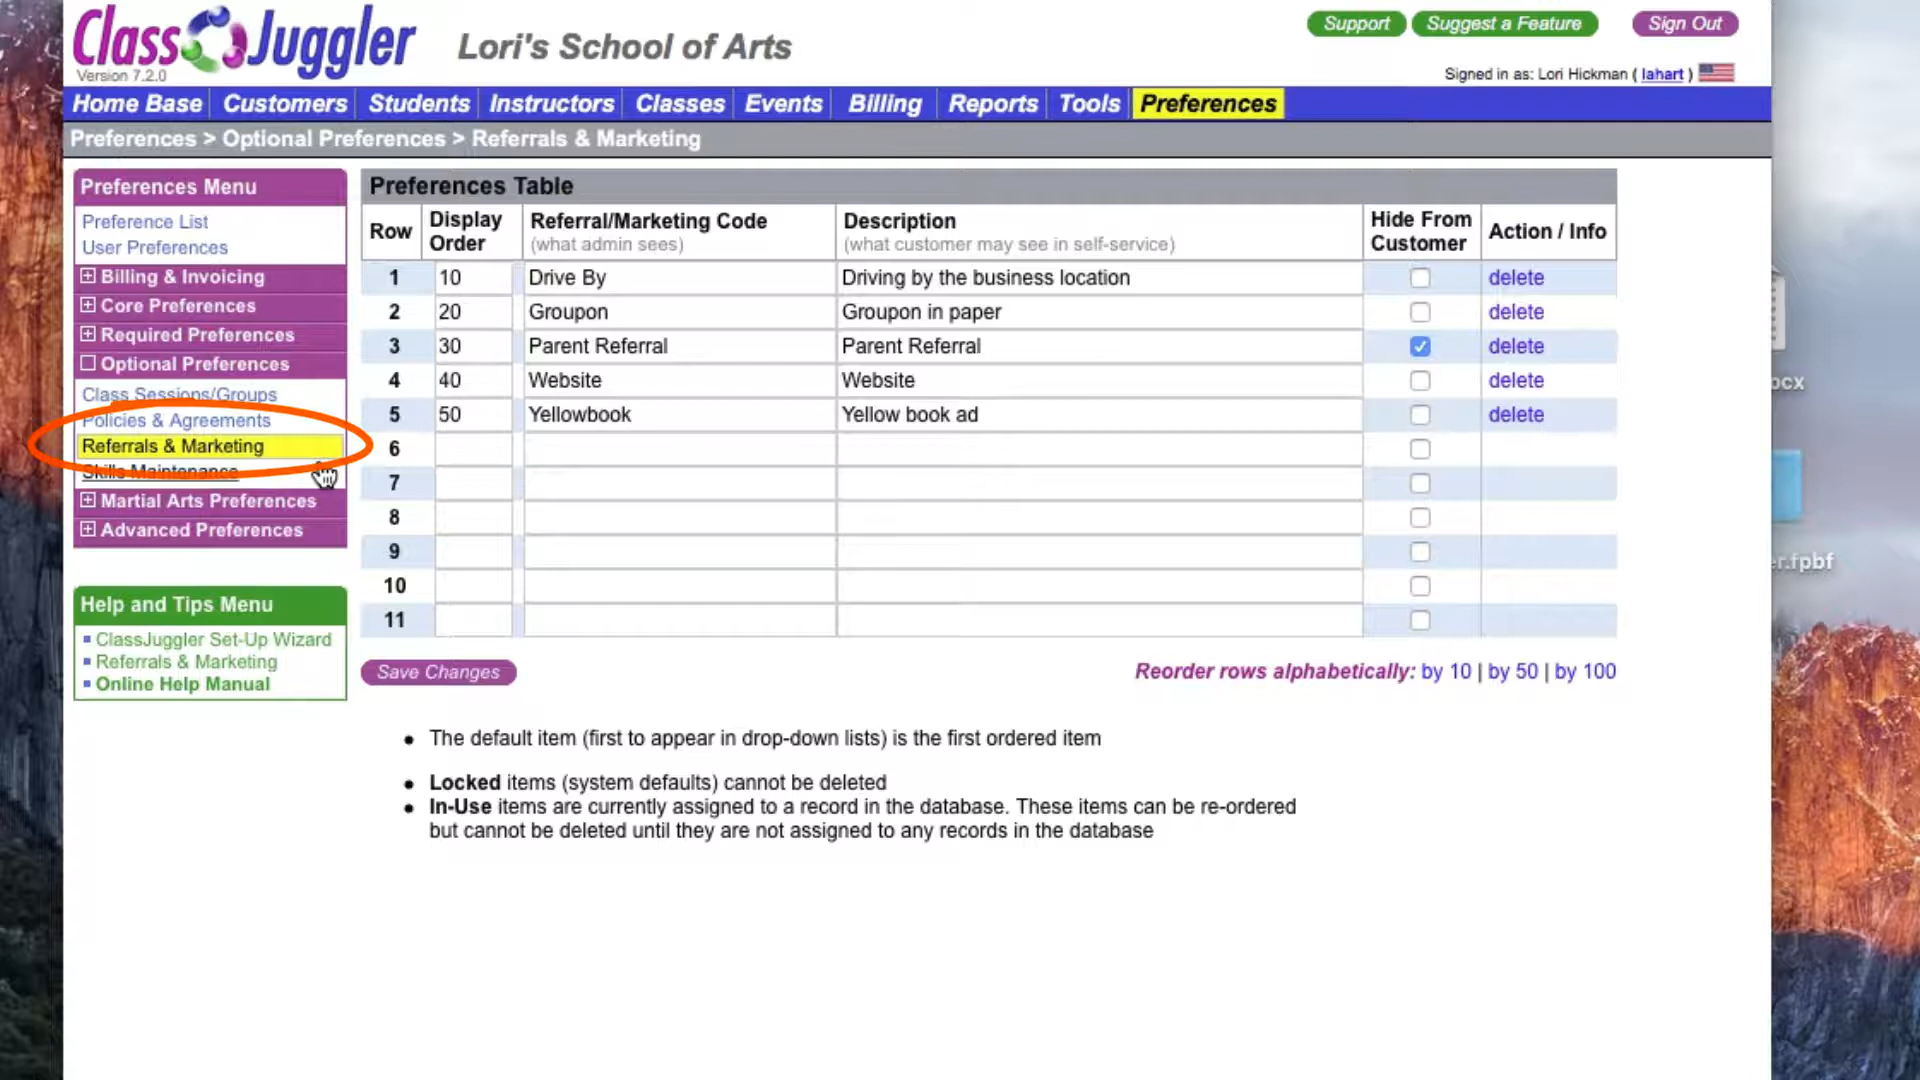 Class Juggler
Version 7.2.0
Lori's School of Arts
Support
Suggest a Feature
Sign Out
Signed in as: Lori Hickman ( lahart )
Home Base
Customers
Students
Instructors
Classes
Events
Billing
Reports
Tools
Preferences
Preferences > Optional Preferences > Referrals & Marketing
Preferences Menu
Preference List
User Preferences
Billing & Invoicing
Core Preferences
Required Preferences
Optional Preferences
Class Sessions/Groups
Policies & Agreements
Referrals & Marketing
Skills Maintenance
Martial Arts Preferences
Advanced Preferences
Help and Tips Menu
ClassJuggler Set-Up Wizard
Referrals & Marketing
Online Help Manual
Preferences Table
Row Display Order Referral/Marketing Code (what admin sees) Description (what customer may see in self-service) Hide From Customer Action / Info
1 10 Drive By Driving by the business location delete
2 20 Groupon Groupon in paper delete
3 30 Parent Referral Parent Referral delete
4 40 Website Website delete
5 50 Yellowbook Yellow book ad delete
6
7
8
9
10
11
Save Changes
Reorder rows alphabetically: by 10 | by 50 | by 100
• The default item (first to appear in drop-down lists) is the first ordered item
• Locked items (system defaults) cannot be deleted
• In-Use items are currently assigned to a record in the database. These items can be re-ordered
but cannot be deleted until they are not assigned to any records in the database
ocx
er.fpbf